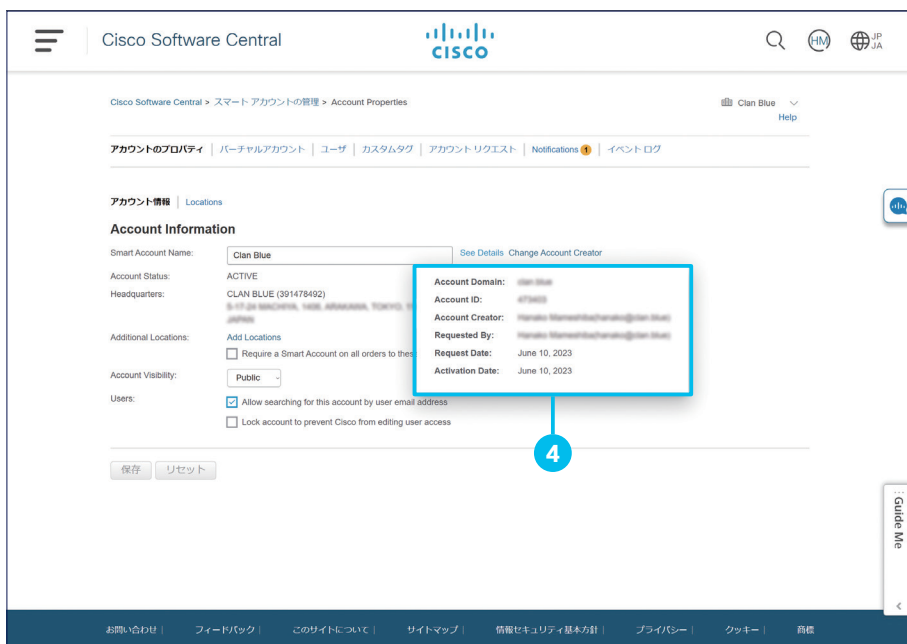 Cisco Software Central
CISCO
HM
JP
JA
Cisco Software Central > スマート アカウントの管理 > Account Properties
Clan Blue
Help
アカウントのプロパティ | バーチャルアカウント | ユーザ | カスタムタグ | アカウント リクエスト | Notifications 1 | イベント ログ
アカウント情報 | Locations
Account Information
Smart Account Name: Clan Blue See Details Change Account Creator
Account Status: ACTIVE
Headquarters: CLAN BLUE (391478492)
Additional Locations: Add Locations
Require a Smart Account on all orders to these
Account Visibility: Public
Users: Allow searching for this account by user email address
Lock account to prevent Cisco from editing user access
Account Domain:
Account ID:
Account Creator:
Requested By:
Request Date: June 10, 2023
Activation Date: June 10, 2023
4
保存 リセット
Guide Me
お問い合わせ | フィードバック | このサイトについて | サイトマップ | 情報セキュリティ基本方針 | プライバシー | クッキー | 商標